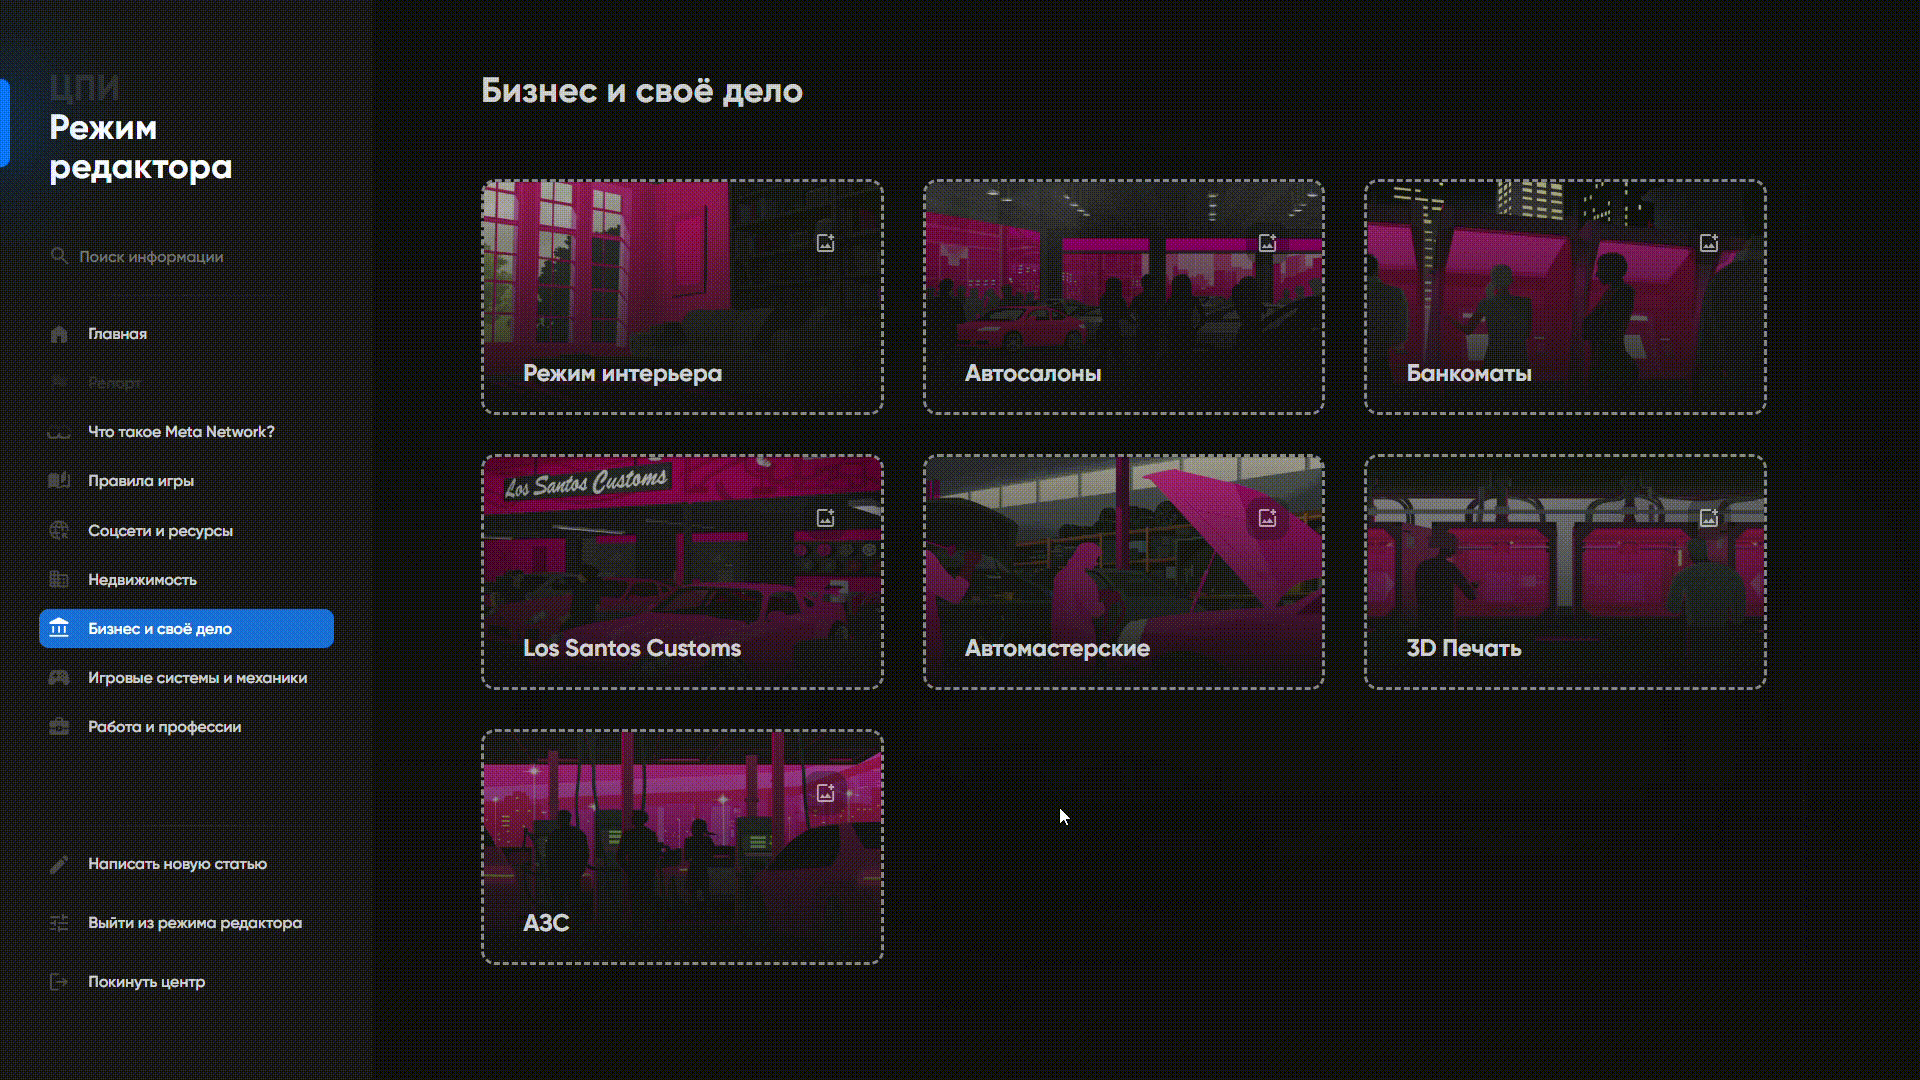 ЦПИ
Режим
редактора
Поиск информации
Главная
Репорт
Что такое Meta Network?
Правила игры
Соцсети и ресурсы
Недвижимость
Бизнес и своё дело
Игровые системы и механики
Работа и профессии
Написать новую статью
Выйти из режима редактора
Покинуть центр
Бизнес и своё дело
Режим интерьера
Автосалоны
Банкоматы
Los Santos Customs
Los Santos Customs
Автомастерские
3D Печать
АЗС